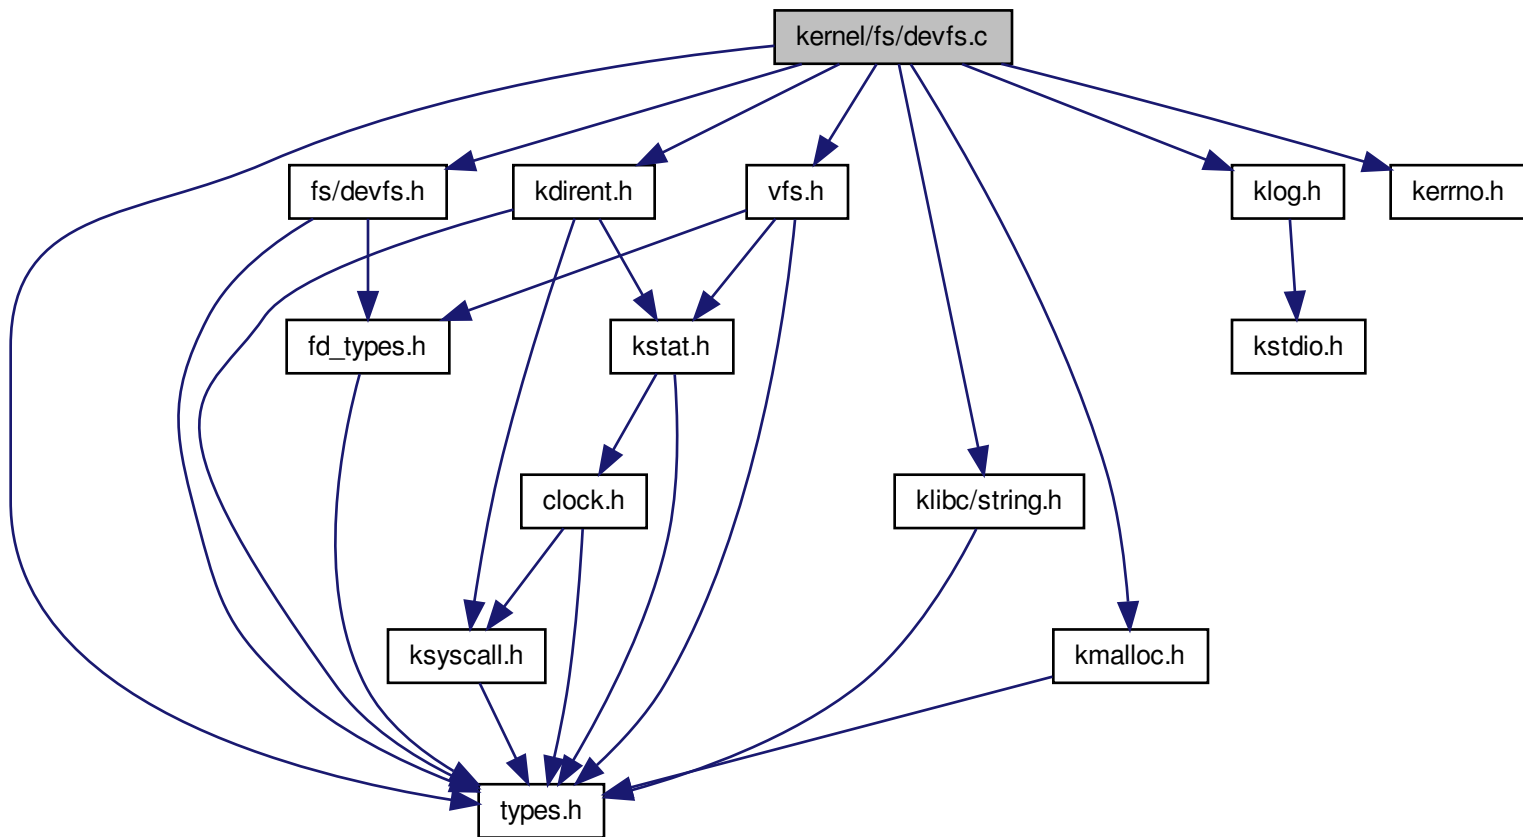 kernel/fs/devfs.c
fs/devfs.h
kdirent.h
vfs.h
klog.h
kerrno.h
fd_types.h
kstat.h
kstdio.h
clock.h
klibc/string.h
ksyscall.h
kmalloc.h
types.h